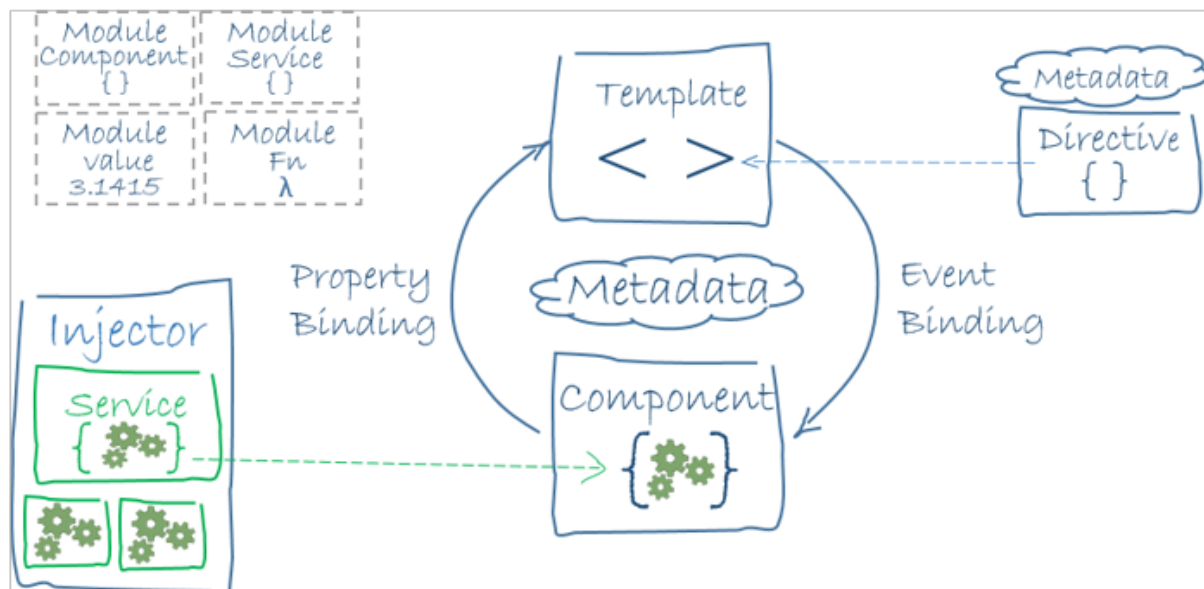 Module
Component
{ }
Module
Service
{ }
Module
value
3.1415
Module
Fn
λ
Template
< >
Metadata
Directive
{ }
Property
Binding
Metadata
Event
Binding
Injector
Service
{ }
Component
{ }